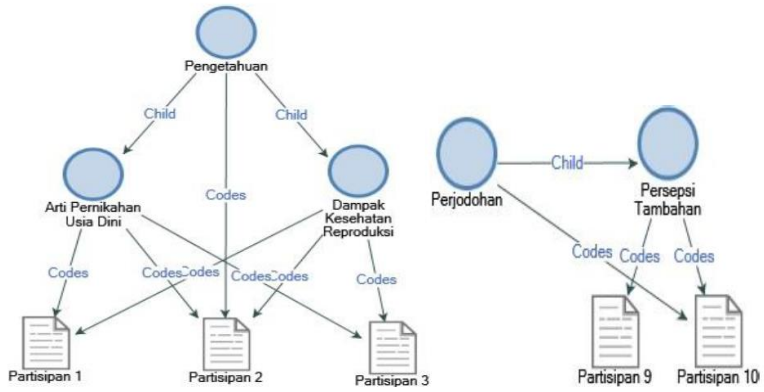 Pengetahuan
Child
Child
Arti Pernikahan
Usia Dini
Codes
Dampak
Kesehatan
Reproduksi
Codes
Codes
Codes
Codes
Codes
Codes
Partisipan 1
Partisipan 2
Partisipan 3
Perjodohan
Child
Persepsi
Tambahan
Codes
Codes
Codes
Partisipan 9
Partisipan 10